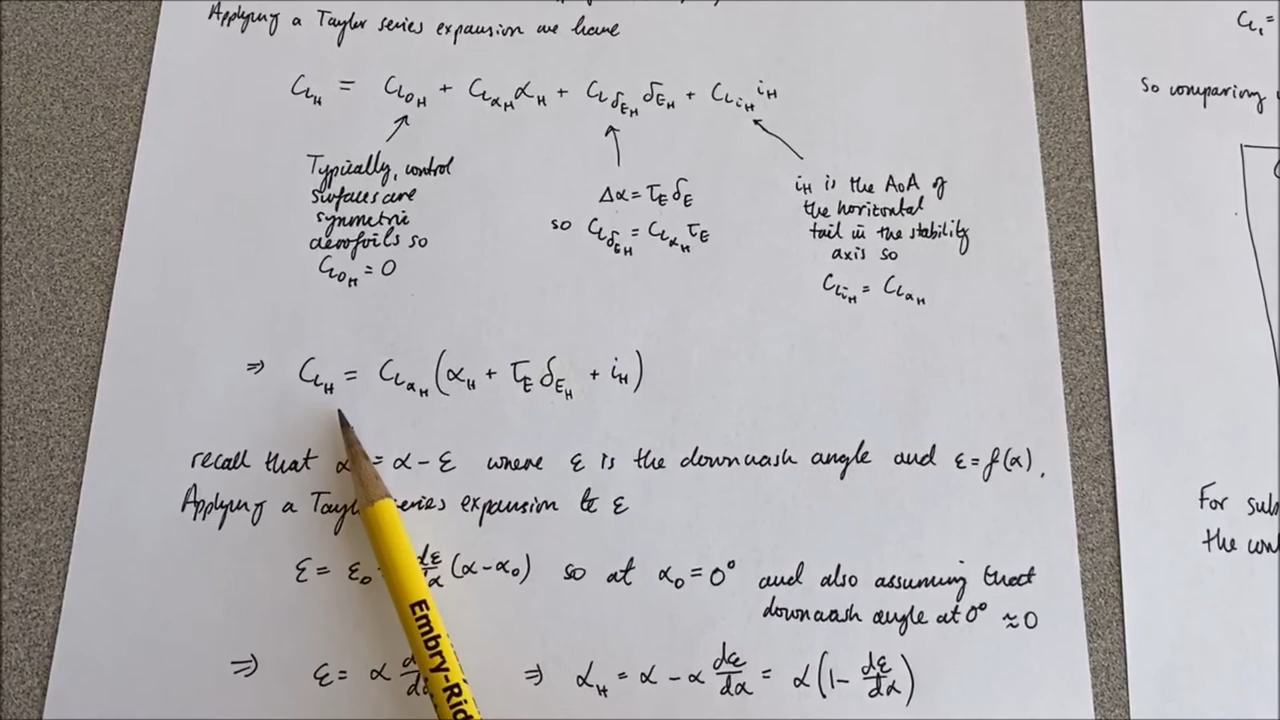 Applying a Taylor series expansion we have
C_{L_H} = C_{L_{0_H}} + C_{L_{α_H}} α_H + C_{L_{δ_{E_H}}} δ_{E_H} + C_{L_{i_H}} i_H
Typically, control
surfaces are
symmetric
aerofoils so
C_{L_{0_H}} = 0
Δα = τ_E δ_E
so C_{L_{δ_{E_H}}} = C_{L_{α_H}} τ_E
i_H is the AoA of
the horizontal
tail in the stability
axis so
C_{L_{i_H}} = C_{L_{α_H}}
⇒ C_{L_H} = C_{L_{α_H}} (α_H + τ_E δ_{E_H} + i_H)
recall that α = α - ε where ε is the downwash angle and ε = f(α).
Applying a Tayl eries expansion to ε
ε = ε_0 dε/α (α - α_0) so at α_0 = 0° and also assuming that
downwash angle at 0° ≈ 0
⇒ ε = α d/dα ⇒ α_H = α - α dε/dα = α(1 - dε/dα)
Embry-Rid
C_{L_1} =
So comparing
For sub
the con